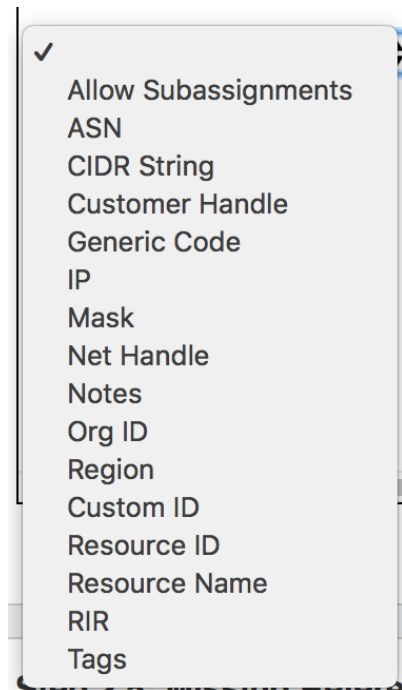 Allow Subassignments
ASN
CIDR String
Customer Handle
Generic Code
IP
Mask
Net Handle
Notes
Org ID
Region
Custom ID
Resource ID
Resource Name
RIR
Tags